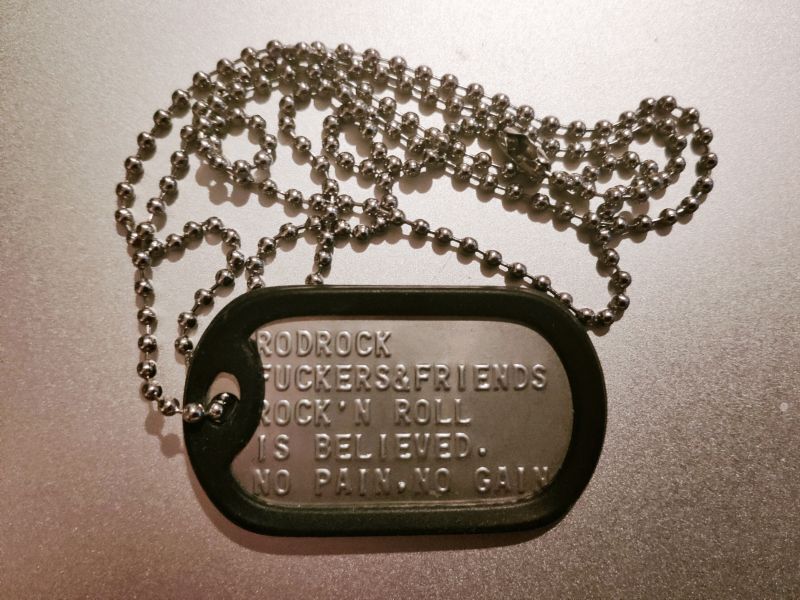 RODROCK
FUCKERS&FRIENDS
ROCK'N ROLL
IS BELIEVED.
NO PAIN,NO GAIN